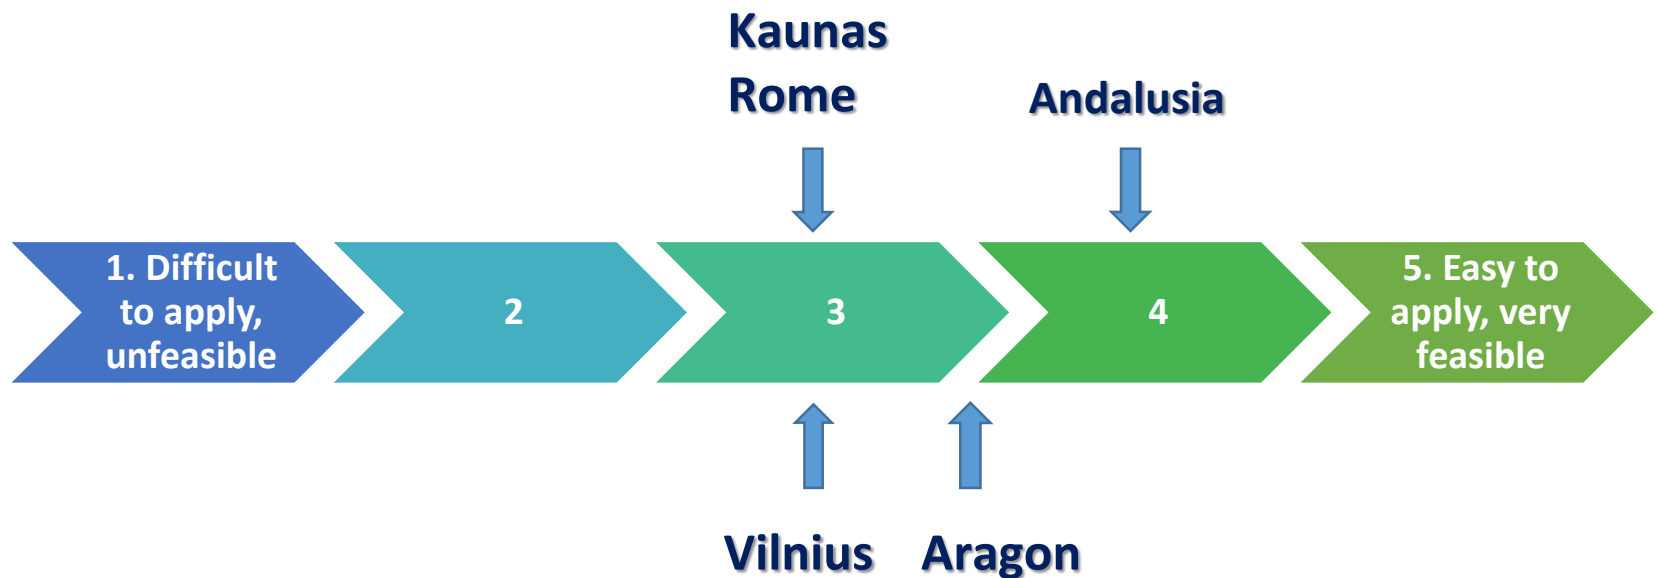 Kaunas
Rome
Andalusia
1. Difficult
to apply,
unfeasible
2
3
4
5. Easy to
apply, very
feasible
Vilnius
Aragon